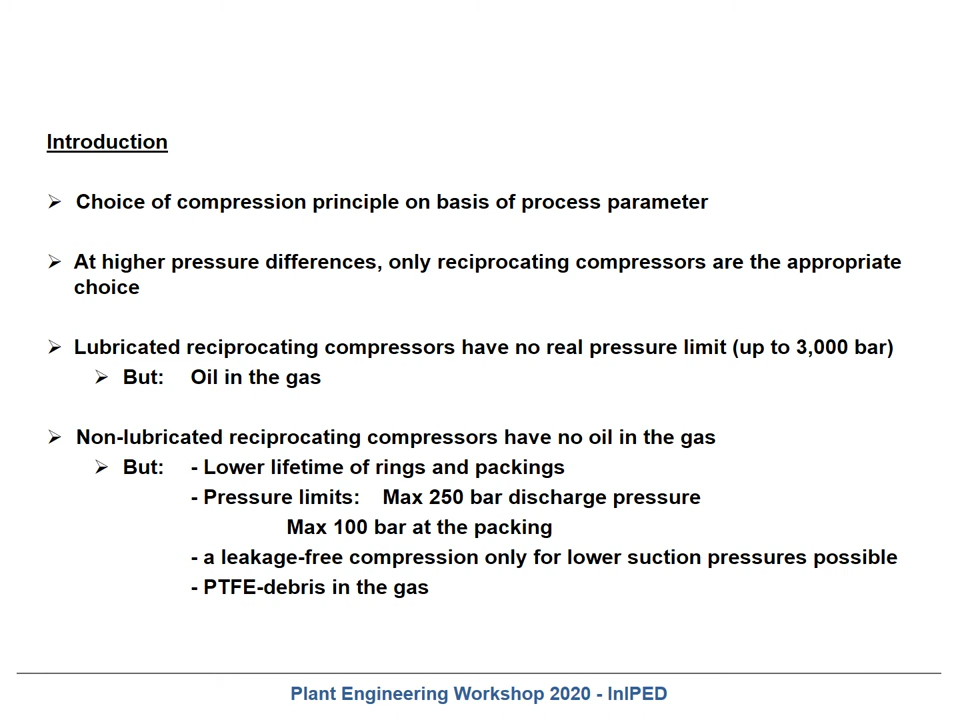 Introduction
➢ Choice of compression principle on basis of process parameter
➢ At higher pressure differences, only reciprocating compressors are the appropriate
choice
➢ Lubricated reciprocating compressors have no real pressure limit (up to 3,000 bar)
➢ But: Oil in the gas
➢ Non-lubricated reciprocating compressors have no oil in the gas
➢ But: - Lower lifetime of rings and packings
- Pressure limits: Max 250 bar discharge pressure
Max 100 bar at the packing
- a leakage-free compression only for lower suction pressures possible
- PTFE-debris in the gas
Plant Engineering Workshop 2020 - InIPED